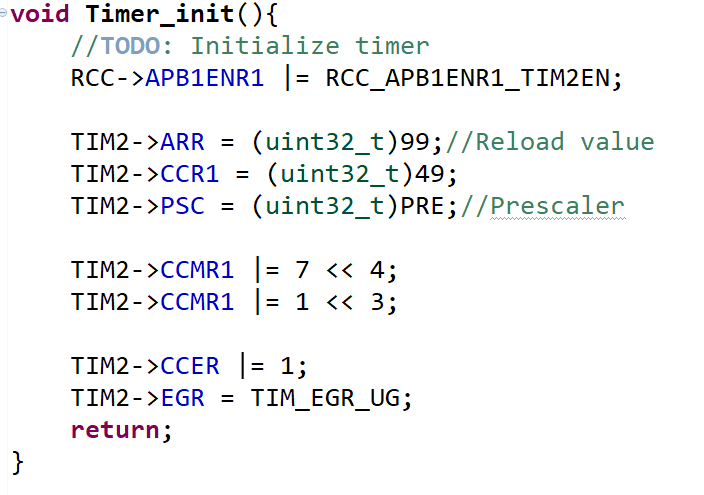 void Timer_init(){
    //TODO: Initialize timer
    RCC->APB1ENR1 |= RCC_APB1ENR1_TIM2EN;

    TIM2->ARR = (uint32_t)99;//Reload value
    TIM2->CCR1 = (uint32_t)49;
    TIM2->PSC = (uint32_t)PRE;//Prescaler

    TIM2->CCMR1 |= 7 << 4;
    TIM2->CCMR1 |= 1 << 3;

    TIM2->CCER |= 1;
    TIM2->EGR = TIM_EGR_UG;
    return;
}